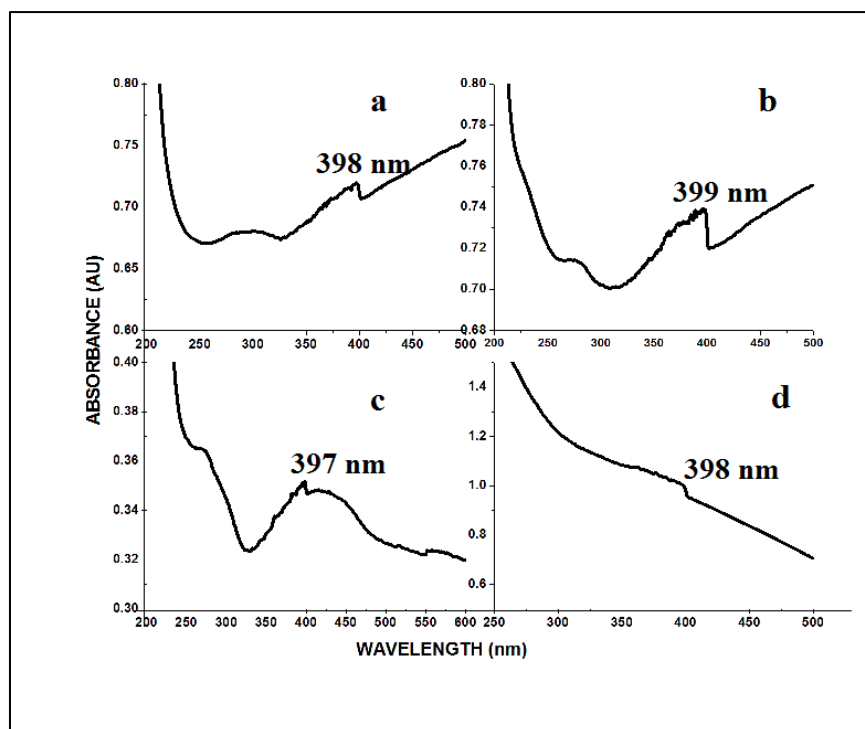 a
398 nm
0.80
0.75
0.70
0.65
0.60
200 250 300 350 400 450 500
b
399 nm
0.80
0.78
0.76
0.74
0.72
0.70
0.68
200 250 300 350 400 450 500
ABSORBANCE (AU)
c
397 nm
0.40
0.38
0.36
0.34
0.32
0.30
200 250 300 350 400 450 500 550 600
d
398 nm
1.4
1.2
1.0
0.8
0.6
250 300 350 400 450 500
WAVELENGTH (nm)